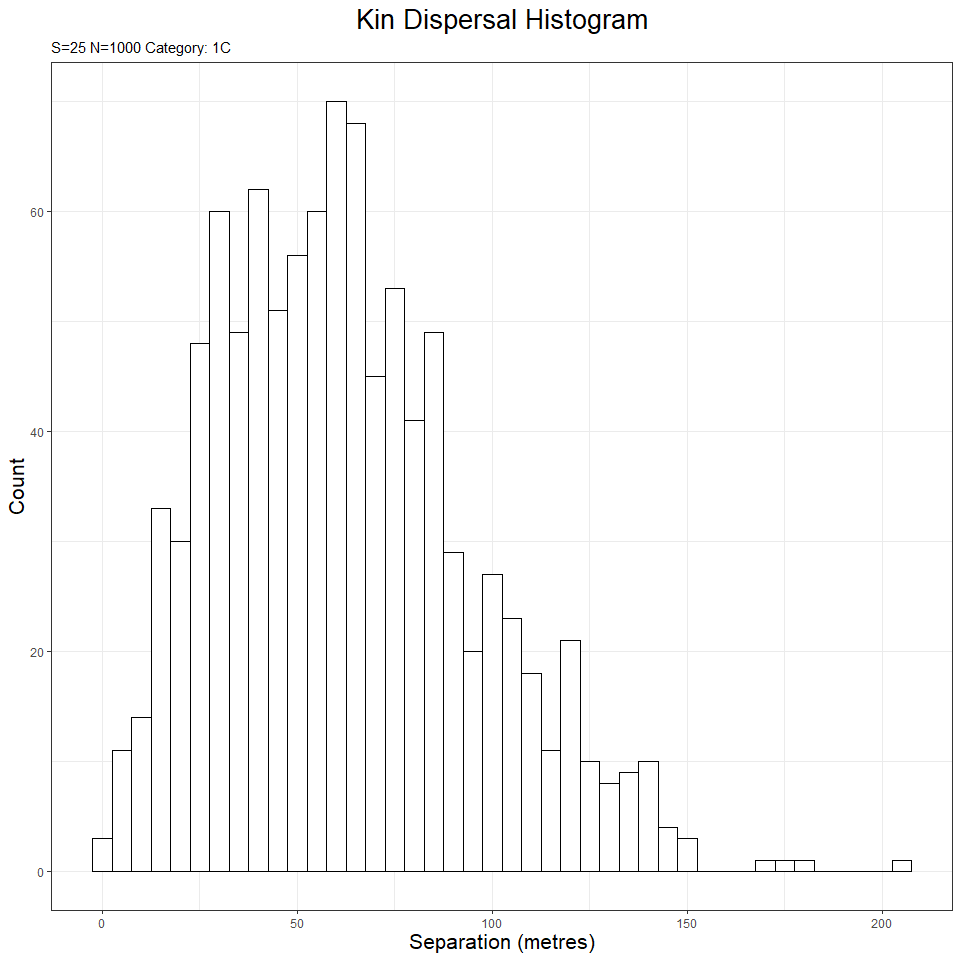 Kin Dispersal Histogram
S=25 N=1000 Category: 1C
Count
60
40
20
0
0 50 100 150 200
Separation (metres)